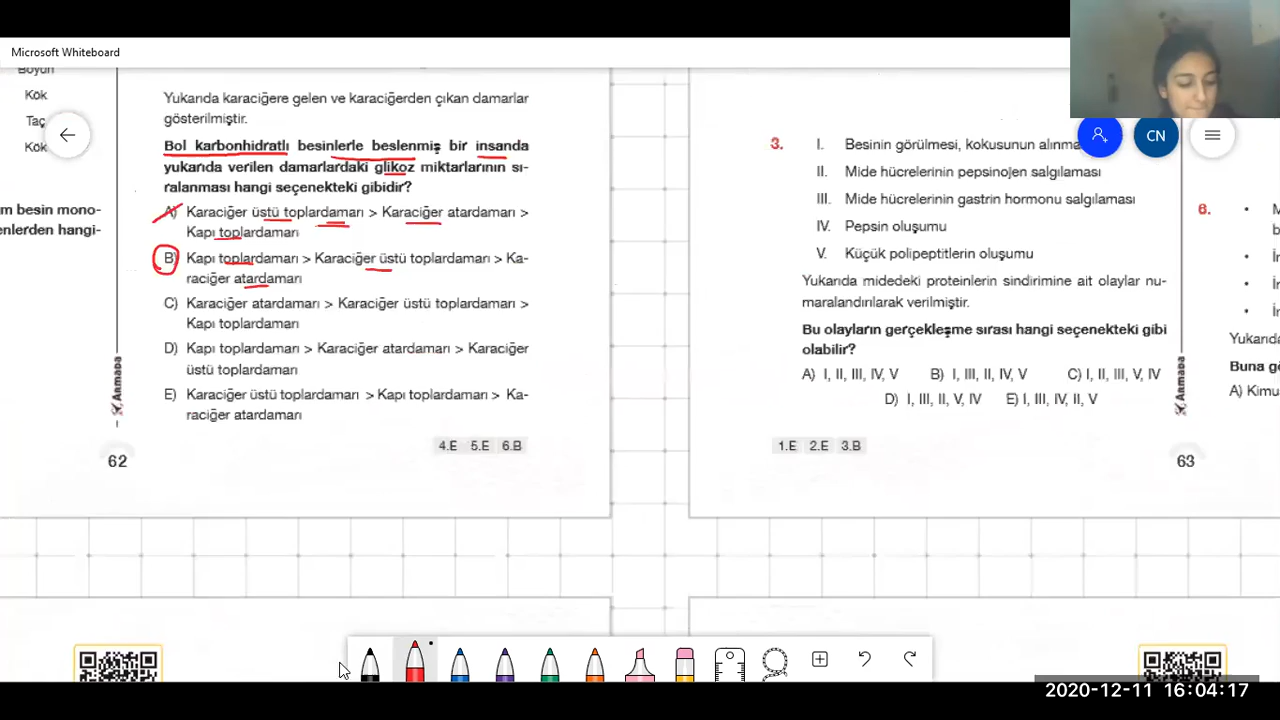 Microsoft Whiteboard
Boyun
Kök
Taç
Kök
m besin mono-
enlerden hangi-
Yukarıda karaciğere gelen ve karaciğerden çıkan damarlar
gösterilmiştir.
Bol karbonhidratlı besinlerle beslenmiş bir insanda
yukarıda verilen damarlardaki glikoz miktarlarının sı-
ralanması hangi seçenekteki gibidir?
A) Karaciğer üstü toplardamarı > Karaciğer atardamarı >
Kapı toplardamarı
B) Kapı toplardamarı > Karaciğer üstü toplardamarı > Ka-
raciğer atardamarı
C) Karaciğer atardamarı > Karaciğer üstü toplardamarı >
Kapı toplardamarı
D) Kapı toplardamarı > Karaciğer atardamarı > Karaciğer
üstü toplardamarı
E) Karaciğer üstü toplardamarı > Kapı toplardamarı > Ka-
raciğer atardamarı
4.E 5.E 6.B
Armada
62
CN
3. I. Besinin görülmesi, kokusunun alınma
II. Mide hücrelerinin pepsinojen salgılaması
III. Mide hücrelerinin gastrin hormonu salgılaması
IV. Pepsin oluşumu
V. Küçük polipeptitlerin oluşumu
Yukarıda midedeki proteinlerin sindirimine ait olaylar nu-
maralandırılarak verilmiştir.
Bu olayların gerçekleşme sırası hangi seçenekteki gibi
olabilir?
A) I, II, III, IV, V B) I, III, II, IV, V C) I, II, III, V, IV
D) I, III, II, V, IV E) I, III, IV, II, V
1.E 2.E 3.B
Armada
63
6. • M
b
• İr
• İr
• İr
Yukarıda
Buna gö
A) Kimus
2020-12-11 16:04:17